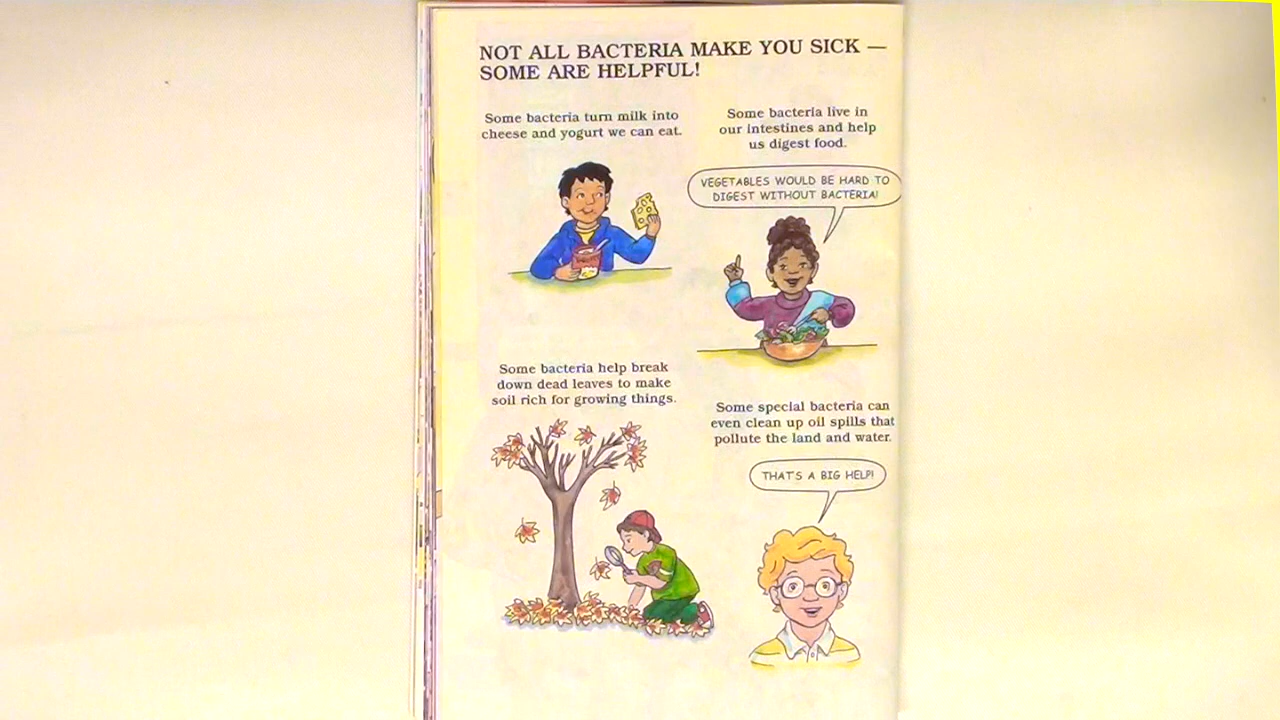 NOT ALL BACTERIA MAKE YOU SICK —
SOME ARE HELPFUL!
Some bacteria turn milk into
cheese and yogurt we can eat.
Some bacteria live in
our intestines and help
us digest food.
VEGETABLES WOULD BE HARD TO
DIGEST WITHOUT BACTERIA!
Some bacteria help break
down dead leaves to make
soil rich for growing things.
Some special bacteria can
even clean up oil spills that
pollute the land and water.
THAT'S A BIG HELP!